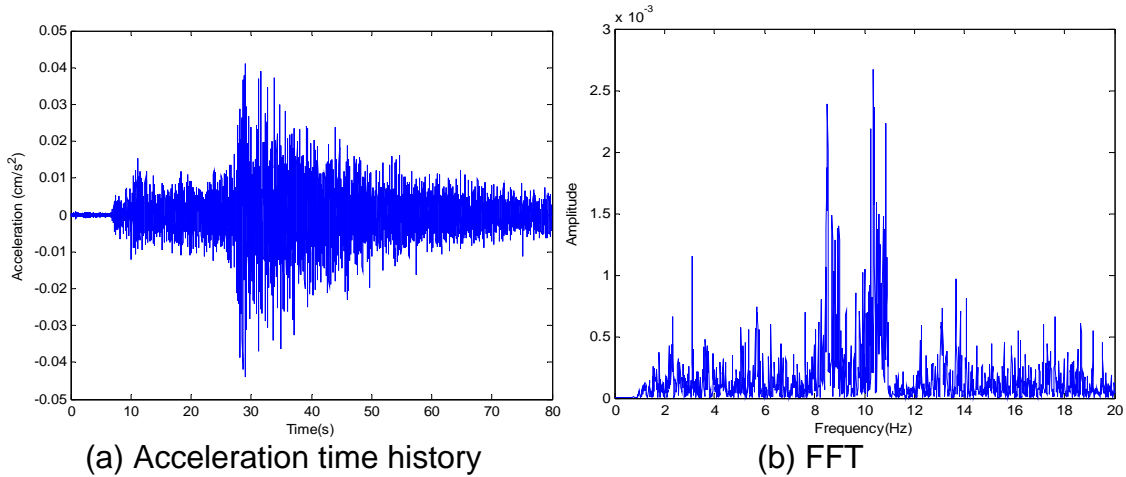 0.05
0.04
0.03
0.02
0.01
0
-0.01
-0.02
-0.03
-0.04
-0.05
Acceleration (cm/s²)
0 10 20 30 40 50 60 70 80
Time(s)
(a) Acceleration time history
x 10⁻³
3
2.5
2
1.5
1
0.5
0
Amplitude
0 2 4 6 8 10 12 14 16 18 20
Frequency(Hz)
(b) FFT